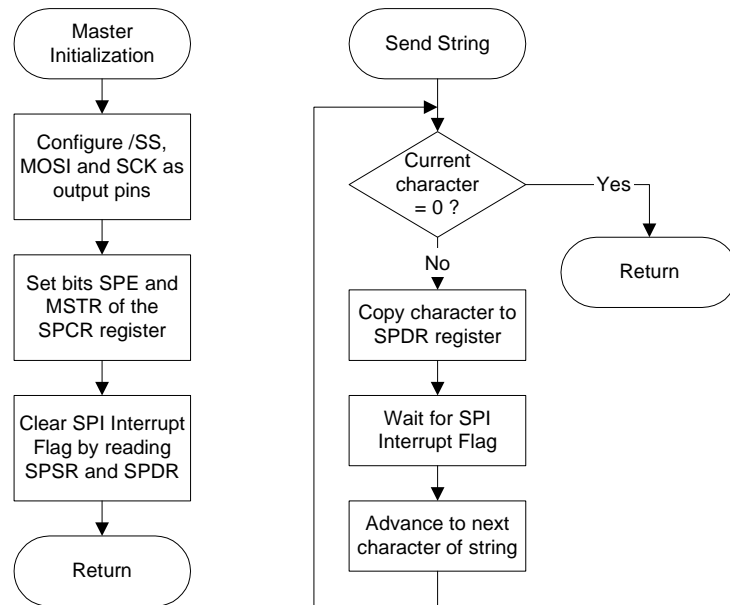 Master
Initialization
Configure /SS,
MOSI and SCK as
output pins
Set bits SPE and
MSTR of the
SPCR register
Clear SPI Interrupt
Flag by reading
SPSR and SPDR
Return
Send String
Current
character
= 0 ?
Yes
Return
No
Copy character to
SPDR register
Wait for SPI
Interrupt Flag
Advance to next
character of string